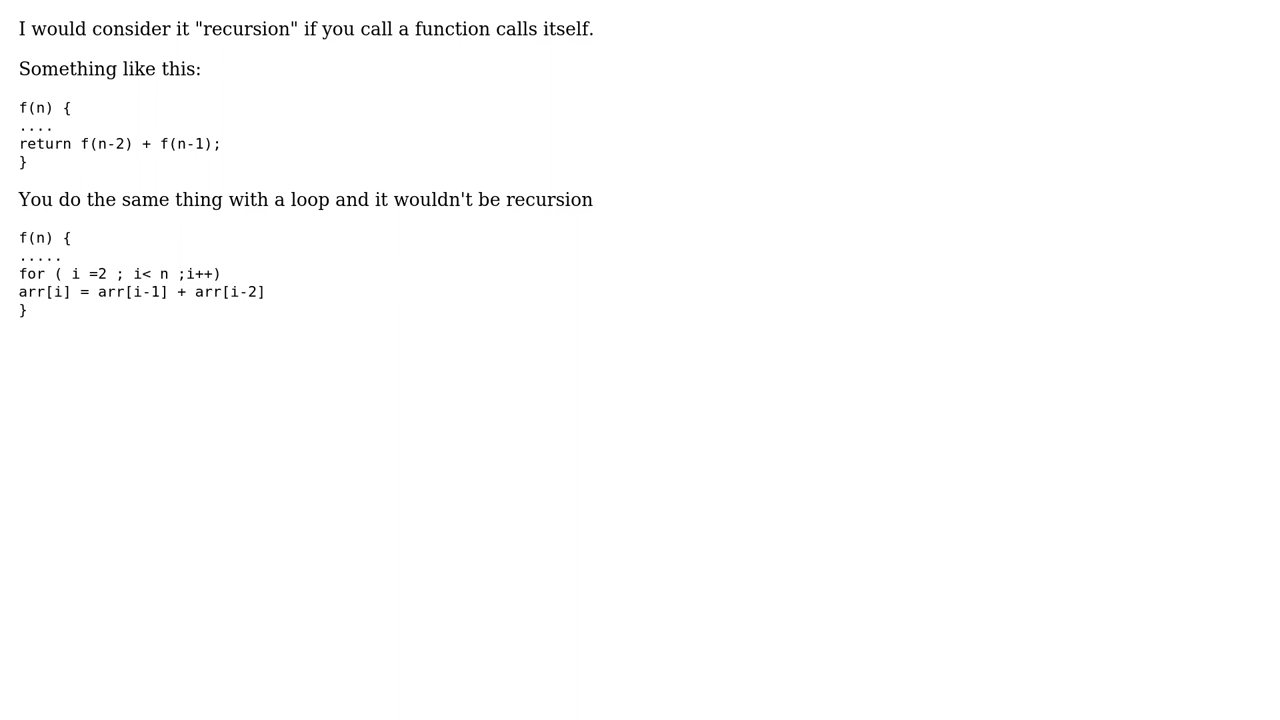 I would consider it "recursion" if you call a function calls itself.
Something like this:
f(n) {
....
return f(n-2) + f(n-1);
}
You do the same thing with a loop and it wouldn't be recursion
f(n) {
.....
for ( i =2 ; i< n ;i++)
arr[i] = arr[i-1] + arr[i-2]
}